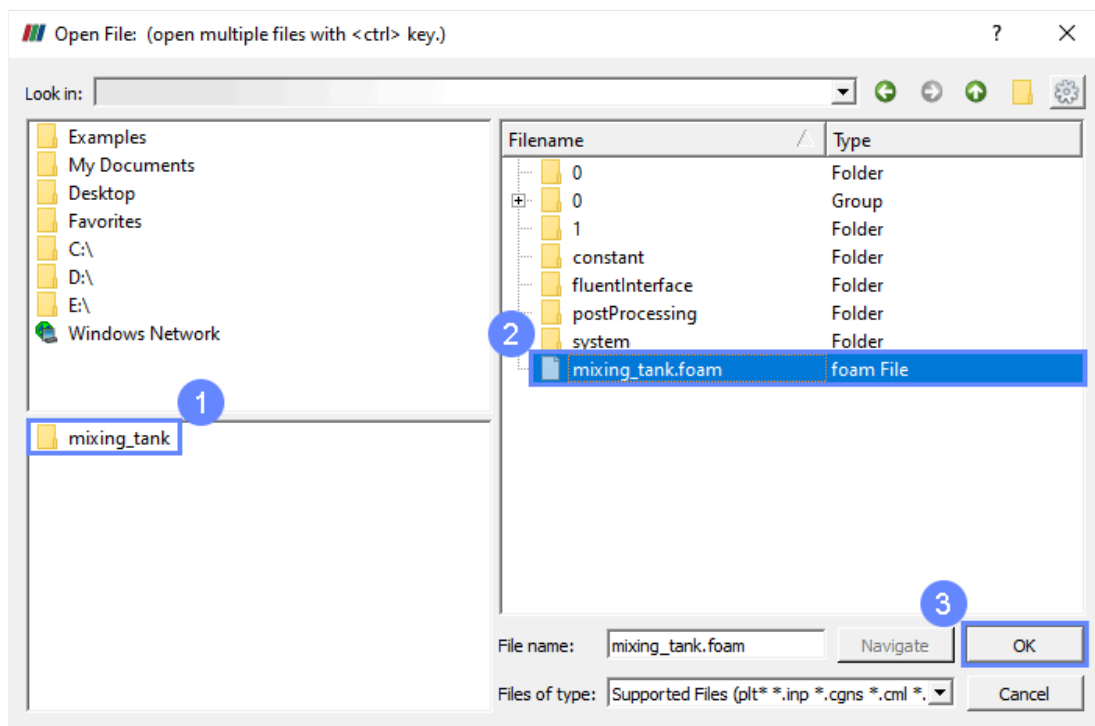 Open File: (open multiple files with <ctrl> key.)
?
Look in:
Examples
My Documents
Desktop
Favorites
C:\
D:\
E:\
Windows Network
1
mixing_tank
Filename Type
0 Folder
0 Group
1 Folder
constant Folder
fluentInterface Folder
postProcessing Folder
2
system Folder
mixing_tank.foam foam File
3
File name: mixing_tank.foam Navigate OK
Files of type: Supported Files (plt* *.inp *.cgns *.cml *. Cancel